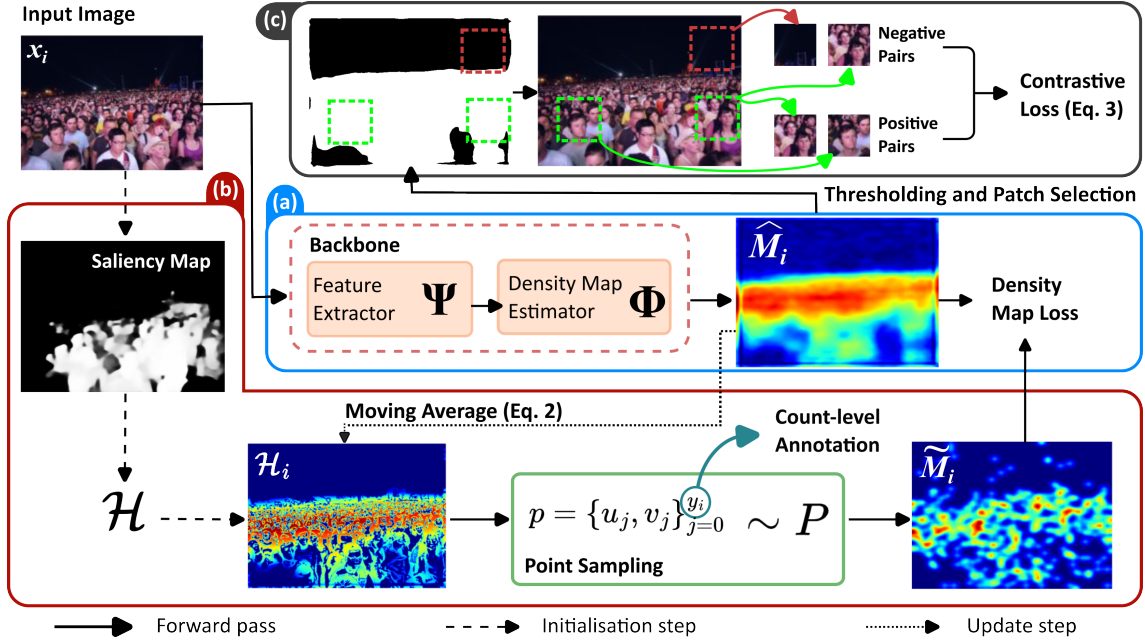 Input Image
x_i
(c)
Negative
Pairs
Positive
Pairs
Contrastive
Loss (Eq. 3)
Thresholding and Patch Selection
(b)
(a)
Saliency Map
Backbone
Feature
Extractor
Ψ
Density Map
Estimator
Φ
\widehat{M}_i
Density
Map Loss
Moving Average (Eq. 2)
Count-level
Annotation
ℋ
ℋ_i
p = {u_j, v_j}_{j=0}^{y_i} ∼ P
Point Sampling
\widetilde{M}_i
Forward pass
Initialisation step
Update step